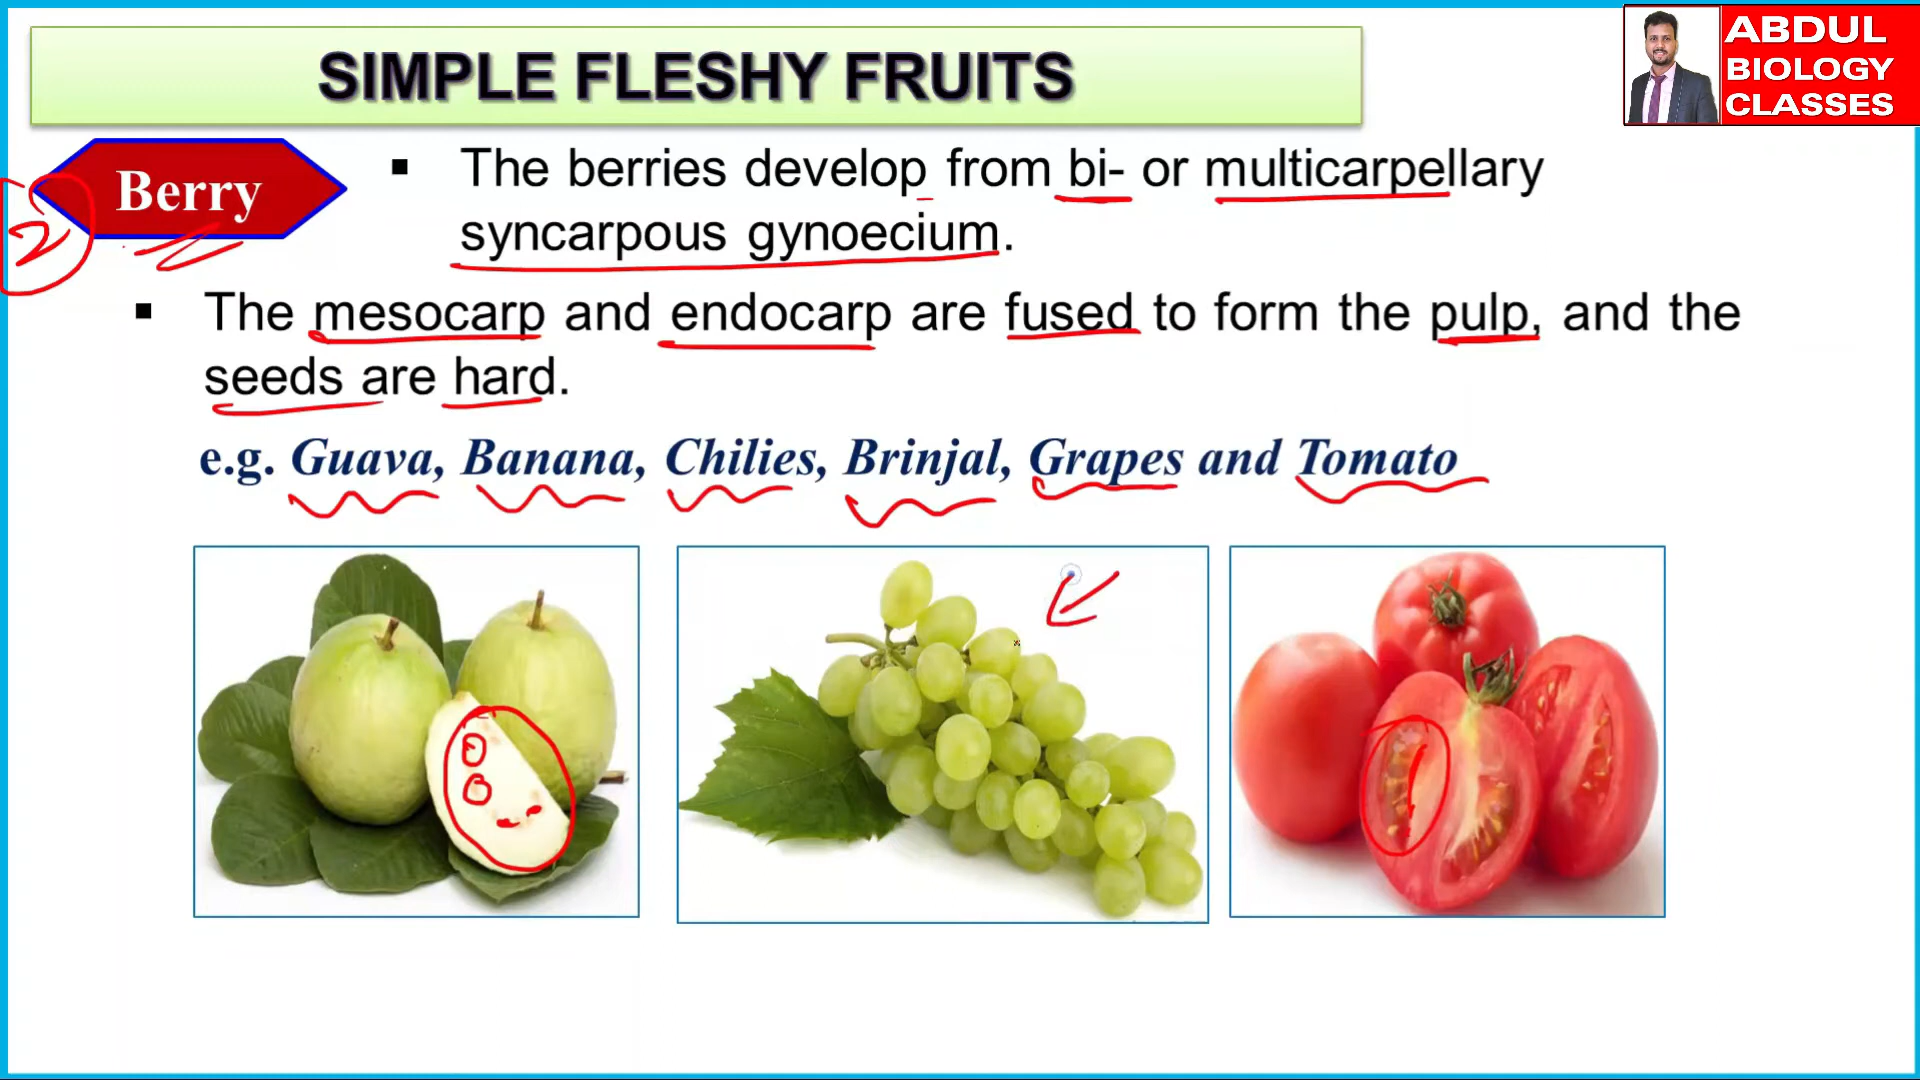 SIMPLE FLESHY FRUITS
ABDUL
BIOLOGY
CLASSES
Berry
2
▪ The berries develop from bi- or multicarpellary
syncarpous gynoecium.
▪ The mesocarp and endocarp are fused to form the pulp, and the
seeds are hard.
e.g. Guava, Banana, Chilies, Brinjal, Grapes and Tomato